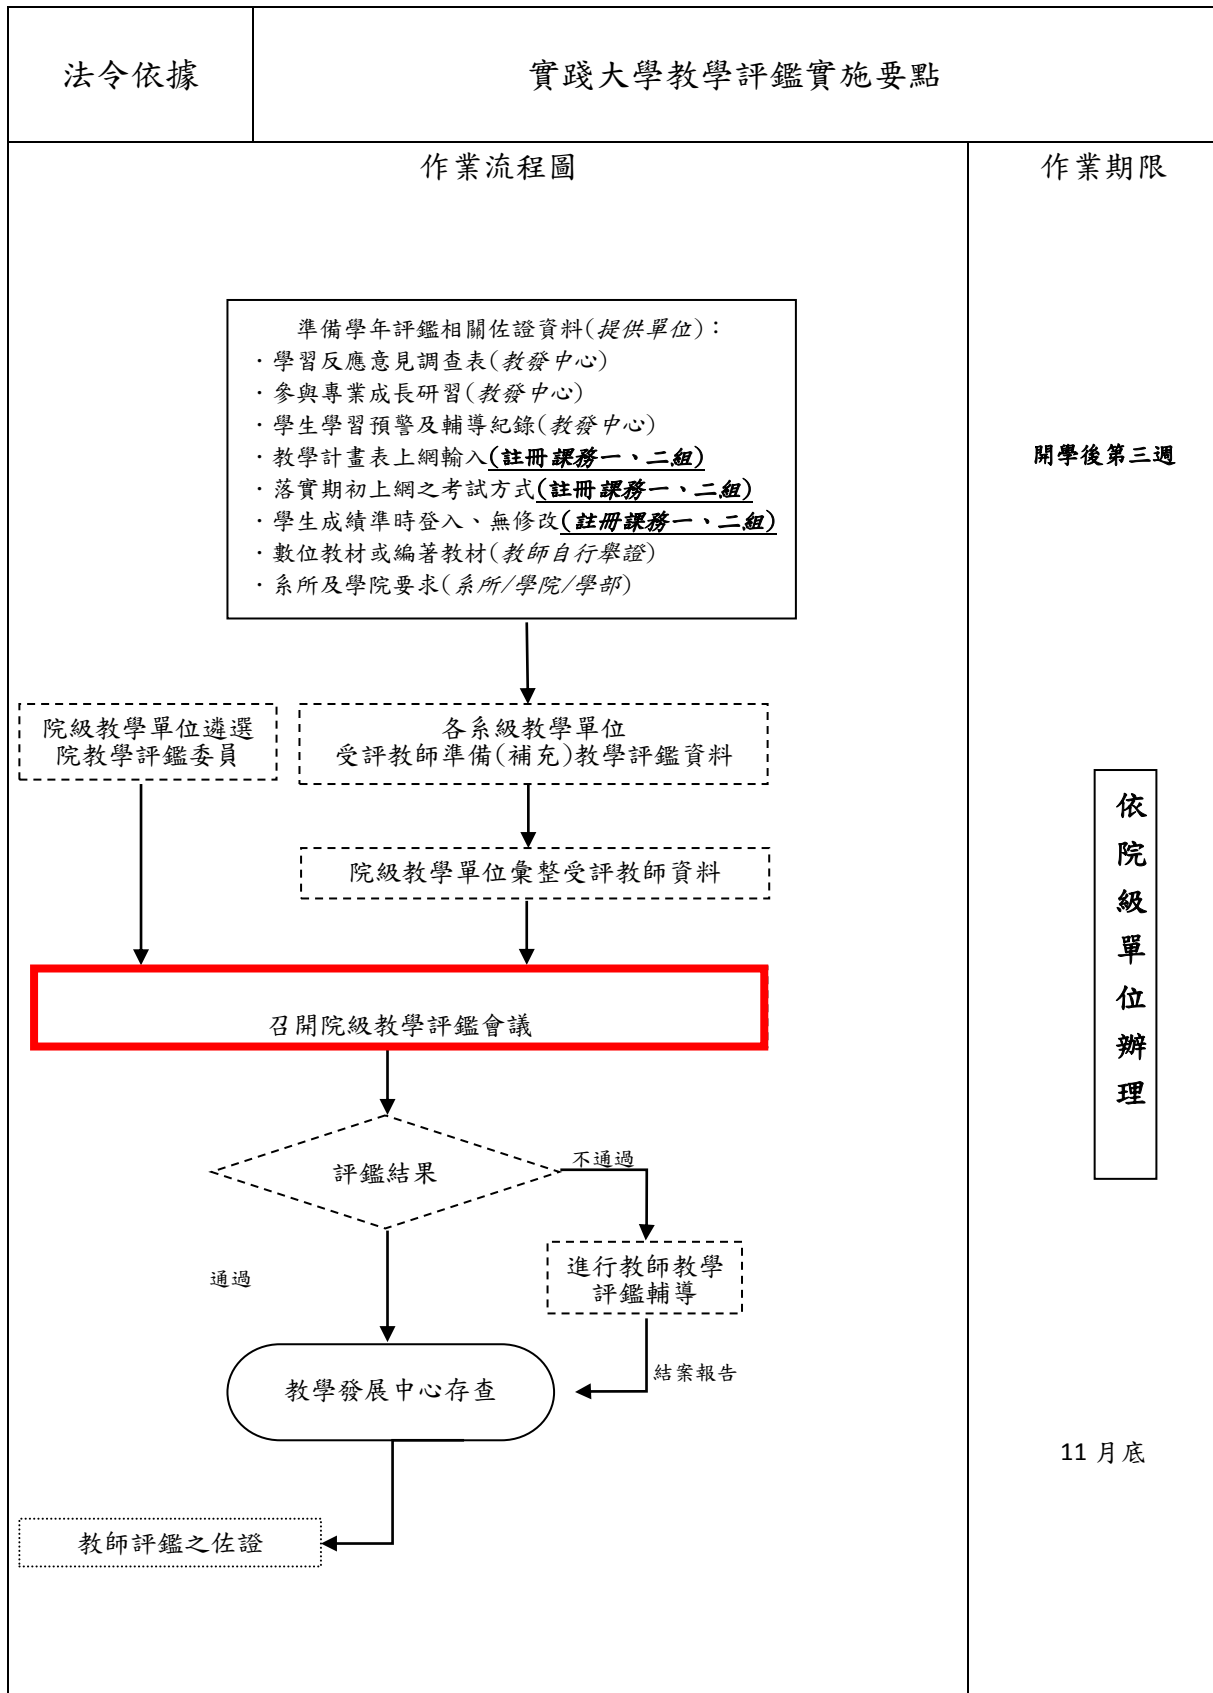 法令依據
實踐大學教學評鑑實施要點
作業流程圖
作業期限
準備學年評鑑相關佐證資料(提供單位)：
·學習反應意見調查表(教發中心)
·參與專業成長研習(教發中心)
·學生學習預警及輔導紀錄(教發中心)
·教學計畫表上網輸入(註冊課務一、二組)
·落實期初上網之考試方式(註冊課務一、二組)
·學生成績準時登入、無修改(註冊課務一、二組)
·數位教材或編著教材(教師自行舉證)
·系所及學院要求(系所/學院/學部)
開學後第三週
院級教學單位遴選
院教學評鑑委員
各系級教學單位
受評教師準備(補充)教學評鑑資料
院級教學單位彙整受評教師資料
依院級單位辦理
召開院級教學評鑑會議
評鑑結果
不通過
通過
進行教師教學
評鑑輔導
結案報告
教學發展中心存查
11 月底
教師評鑑之佐證